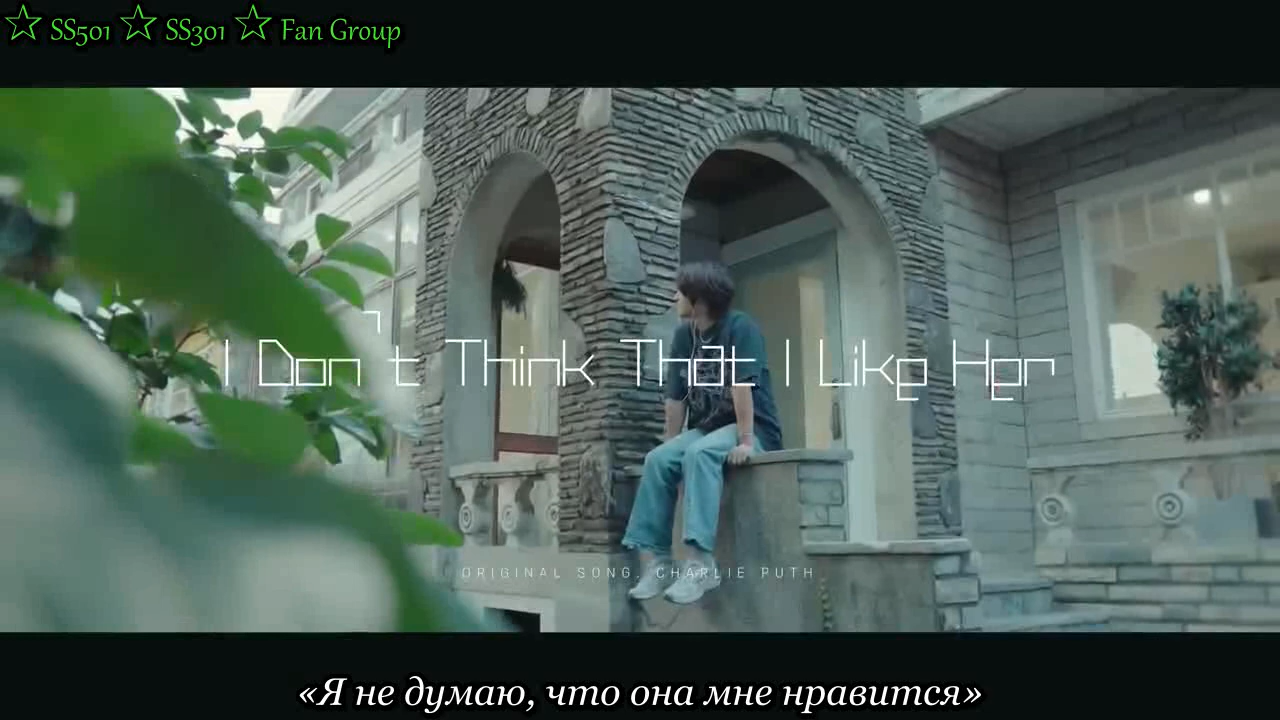 ☆ SS501 ☆ SS301 ☆ Fan Group
I Don't Think That I Like Her
ORIGINAL SONG. CHARLIE PUTH
«Я не думаю, что она мне нравится»